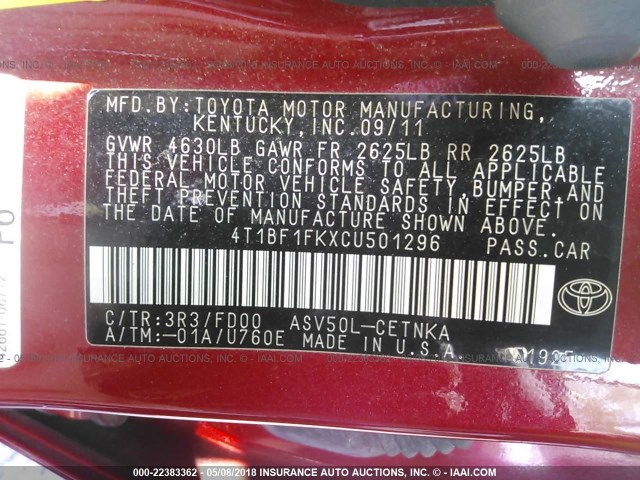 MFD.BY:TOYOTA MOTOR MANUFACTURING,
KENTUCKY,INC.09/11
GVWR 4630LB GAWR FR 2625LB RR 2625LB
THIS VEHICLE CONFORMS TO ALL APPLICABLE
FEDERAL MOTOR VEHICLE SAFETY,BUMPER,AND
THEFT PREVENTION STANDARDS IN EFFECT ON
THE DATE OF MANUFACTURE SHOWN ABOVE.
4T1BF1FKXCU501296 PASS.CAR
C/TR:3R3/FD00 ASV50L-CETNKA
A/TM:-01A/U760E MADE IN U.S.A.
000-22383362 - 05/08/2018 INSURANCE AUTO AUCTIONS, INC. - © IAAI.COM